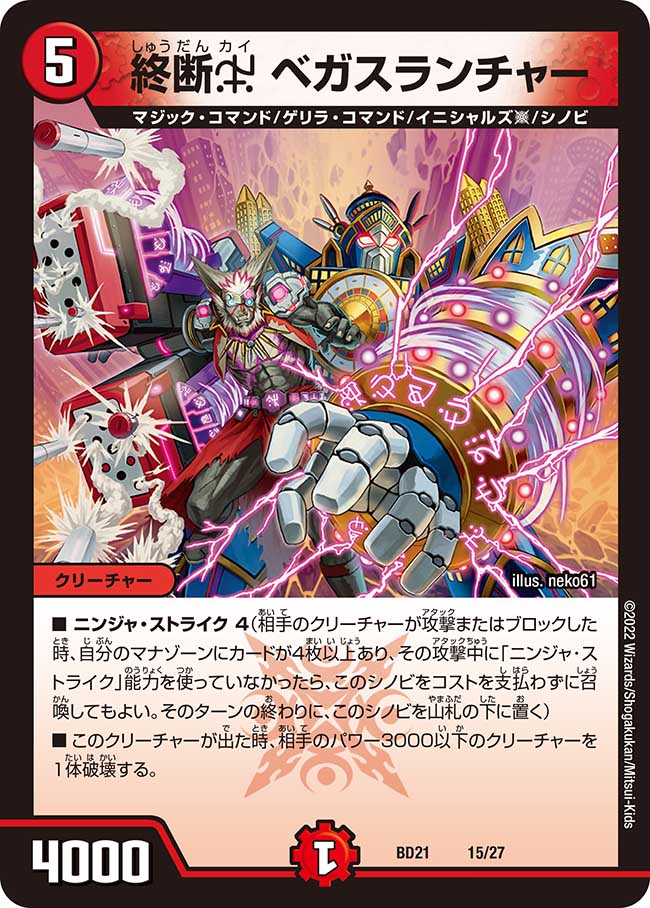 5
しゅうだん カイ
終断卍 ベガスランチャー
マジック・コマンド/ゲリラ・コマンド/イニシャルズ/シノビ
illus. neko61
クリーチャー
■ ニンジャ・ストライク 4(相手のクリーチャーが攻撃またはブロックした
時、自分のマナゾーンにカードが4枚以上あり、その攻撃中に「ニンジャ・ス
トライク」能力を使っていなかったら、このシノビをコストを支払わずに召
喚してもよい。そのターンの終わりに、このシノビを山札の下に置く)
■ このクリーチャーが出た時、相手のパワー3000以下のクリーチャーを
1体破壊する。
©2022 Wizards/Shogakukan/Mitsui-Kids
4000
1
BD21 15/27